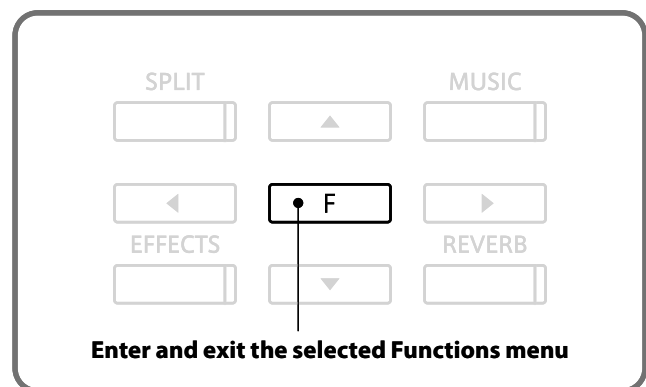 SPLIT MUSIC
F
EFFECTS REVERB
Enter and exit the selected Functions menu